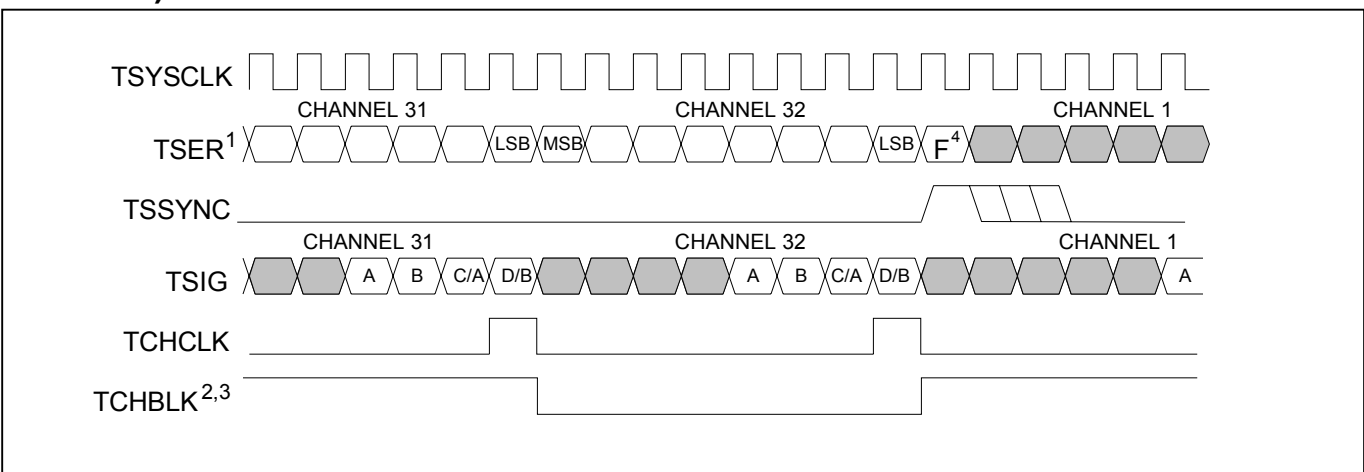 TSYSCLK
CHANNEL 31 CHANNEL 32 CHANNEL 1
TSER1 LSB MSB LSB F4
TSSYNC
CHANNEL 31 CHANNEL 32 CHANNEL 1
TSIG A B C/A D/B A B C/A D/B A
TCHCLK
TCHBLK2,3